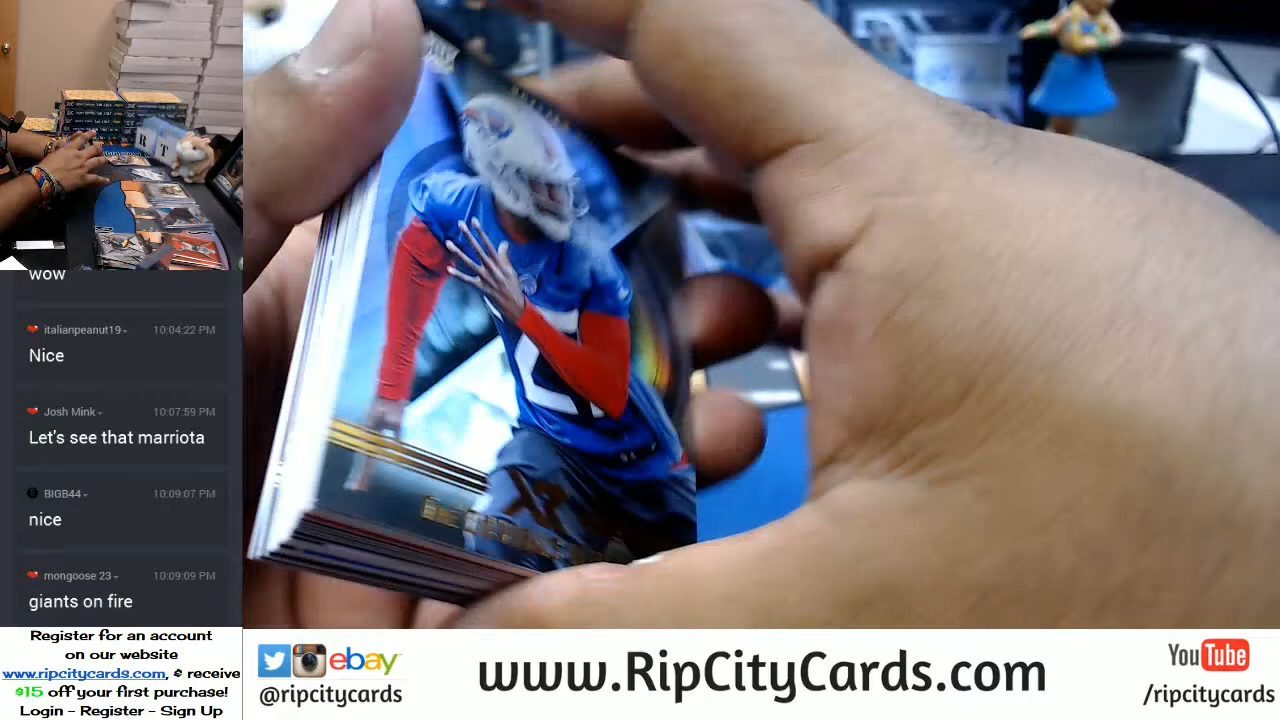 R T
wow
italianpeanut19 10:04:22 PM
Nice
Josh Mink 10:07:59 PM
Let's see that marriota
BIGB44 10:09:07 PM
nice
mongoose 23 10:09:09 PM
giants on fire
Register for an account
on our website
www.ripcitycards.com, & receive
$15 off your first purchase!
Login - Register - Sign Up
ebay
@ripcitycards
www.RipCityCards.com
YouTube
/ripcitycards
XR